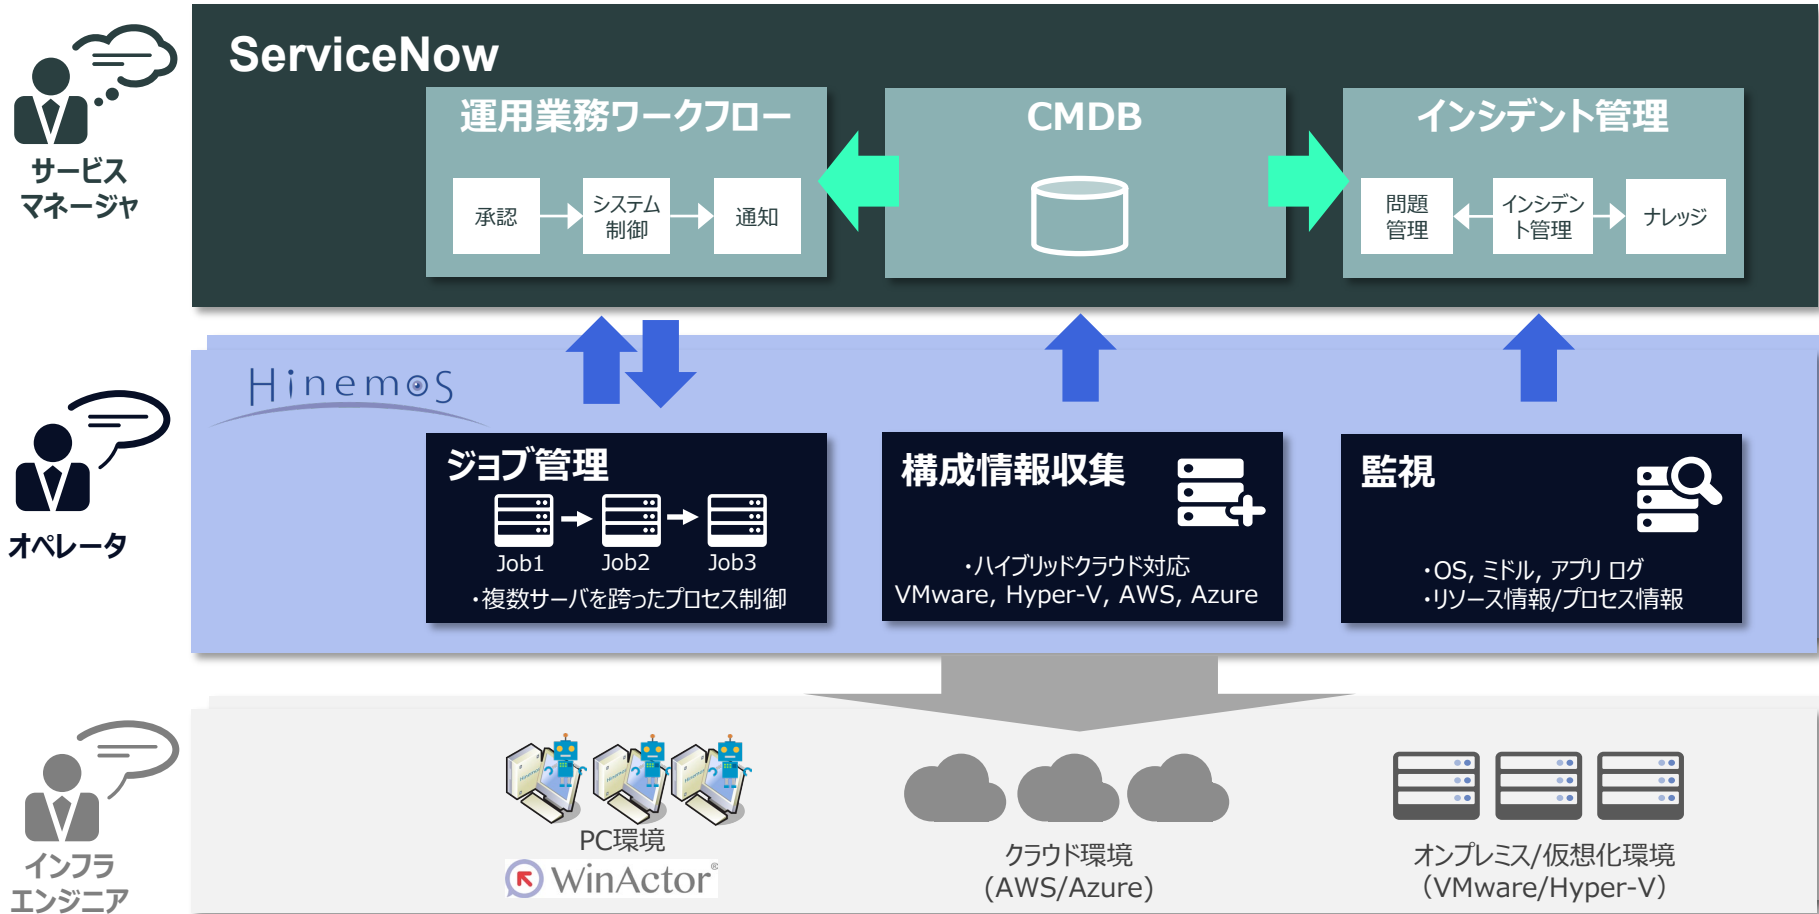 ServiceNow
サービス
マネージャ
運用業務ワークフロー
承認
システム
制御
通知
CMDB
インシデント管理
問題
管理
インシデン
ト管理
ナレッジ
Hinemos
オペレータ
ジョブ管理
Job1
Job2
Job3
・複数サーバを跨ったプロセス制御
構成情報収集
・ハイブリッドクラウド対応
VMware, Hyper-V, AWS, Azure
監視
・OS, ミドル, アプリ ログ
・リソース情報/プロセス情報
インフラ
エンジニア
PC環境
WinActor®
クラウド環境
(AWS/Azure)
オンプレミス/仮想化環境
（VMware/Hyper-V）